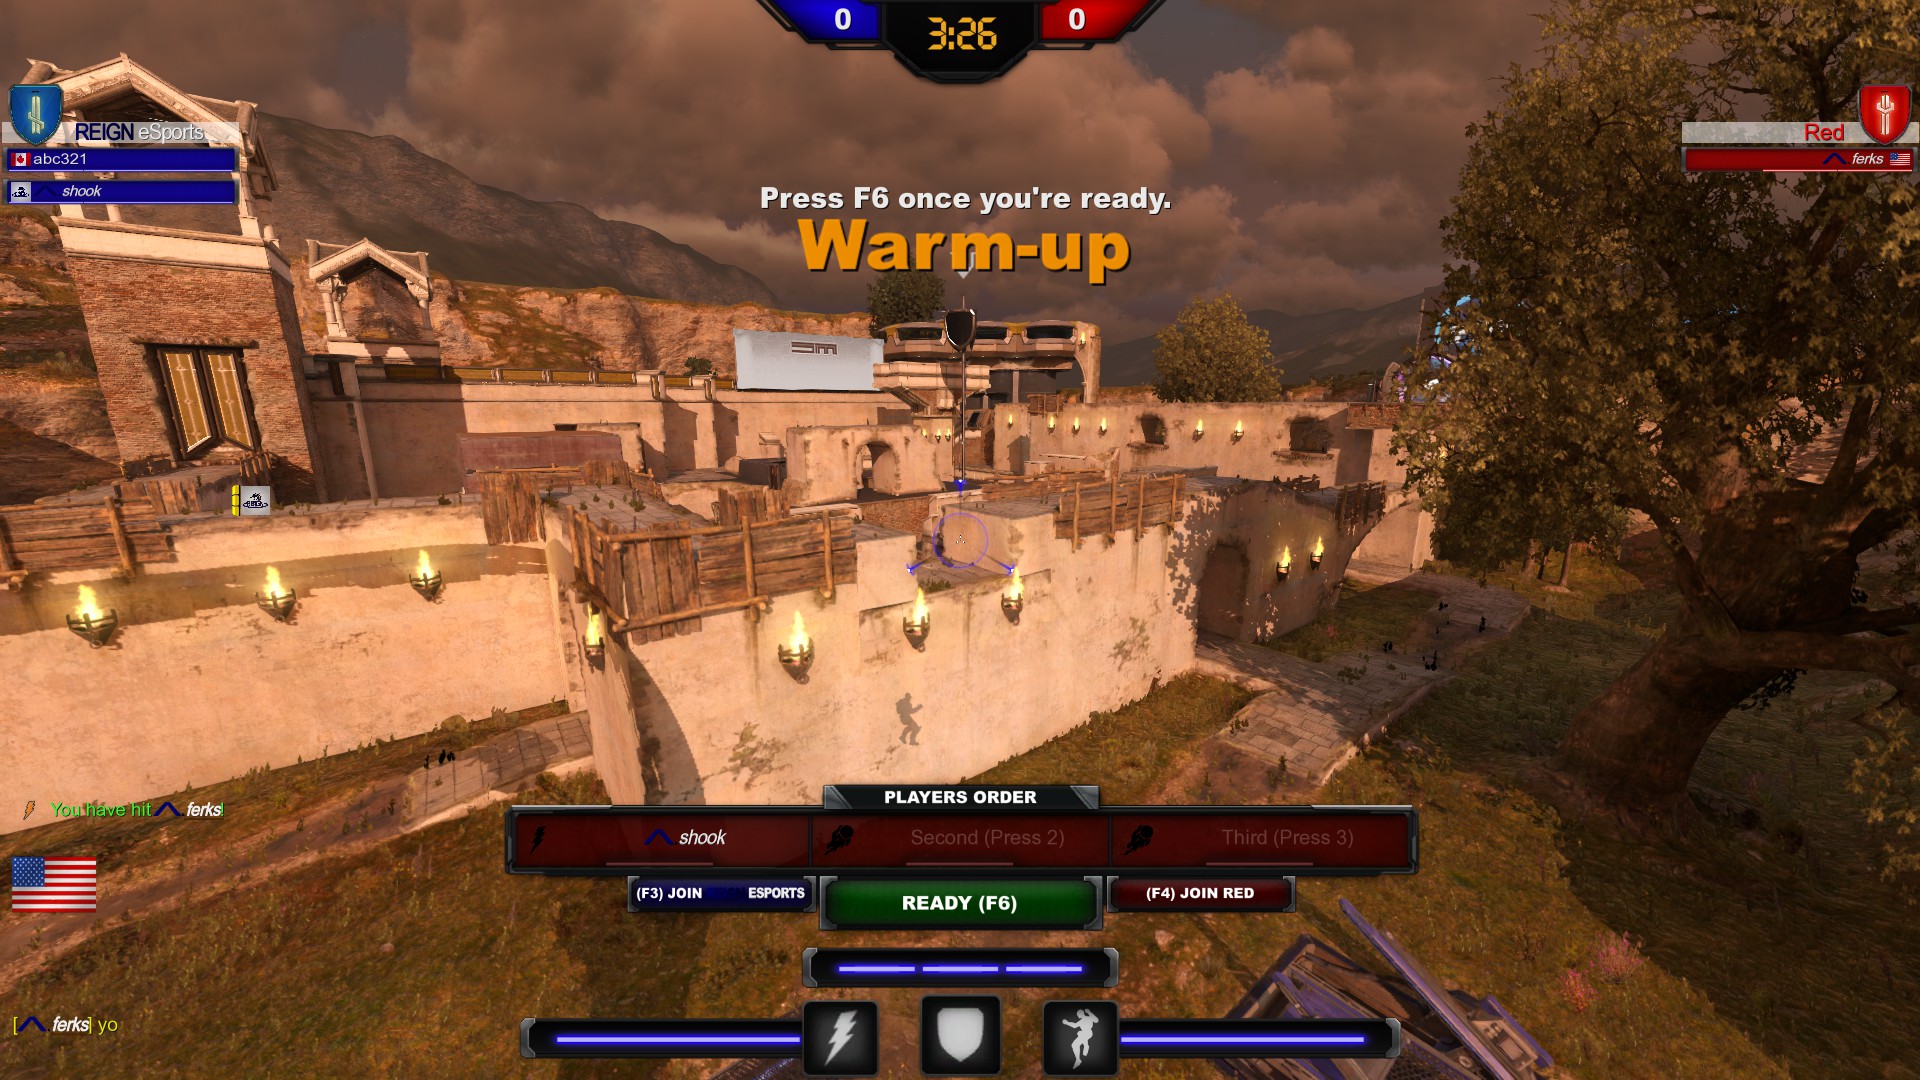 0
3:26
0
REIGN eSports
abc321
shook
Red
ferks
Press F6 once you're ready.
Warm-up
You have hit ferks!
PLAYERS ORDER
shook
Second (Press 2)
Third (Press 3)
(F3) JOIN ESPORTS
READY (F6)
(F4) JOIN RED
[ferks] yo